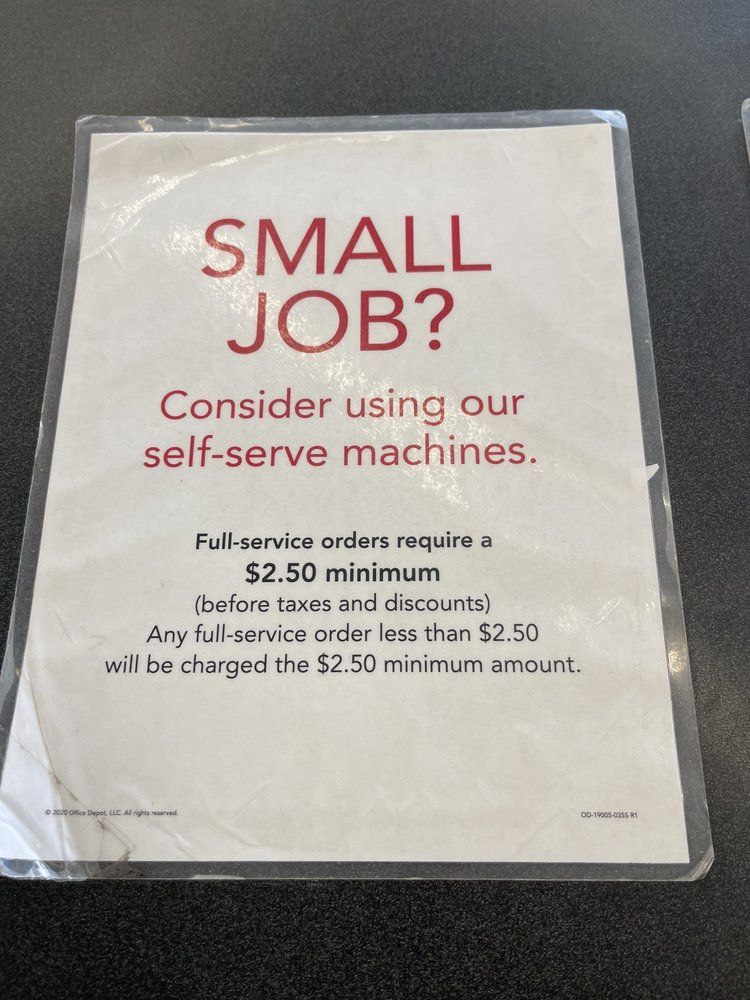 SMALL
JOB?
Consider using our
self-serve machines.
Full-service orders require a
$2.50 minimum
(before taxes and discounts)
Any full-service order less than $2.50
will be charged the $2.50 minimum amount.
© 2020 Office Depot, LLC. All rights reserved.
OD-19005-035S R1